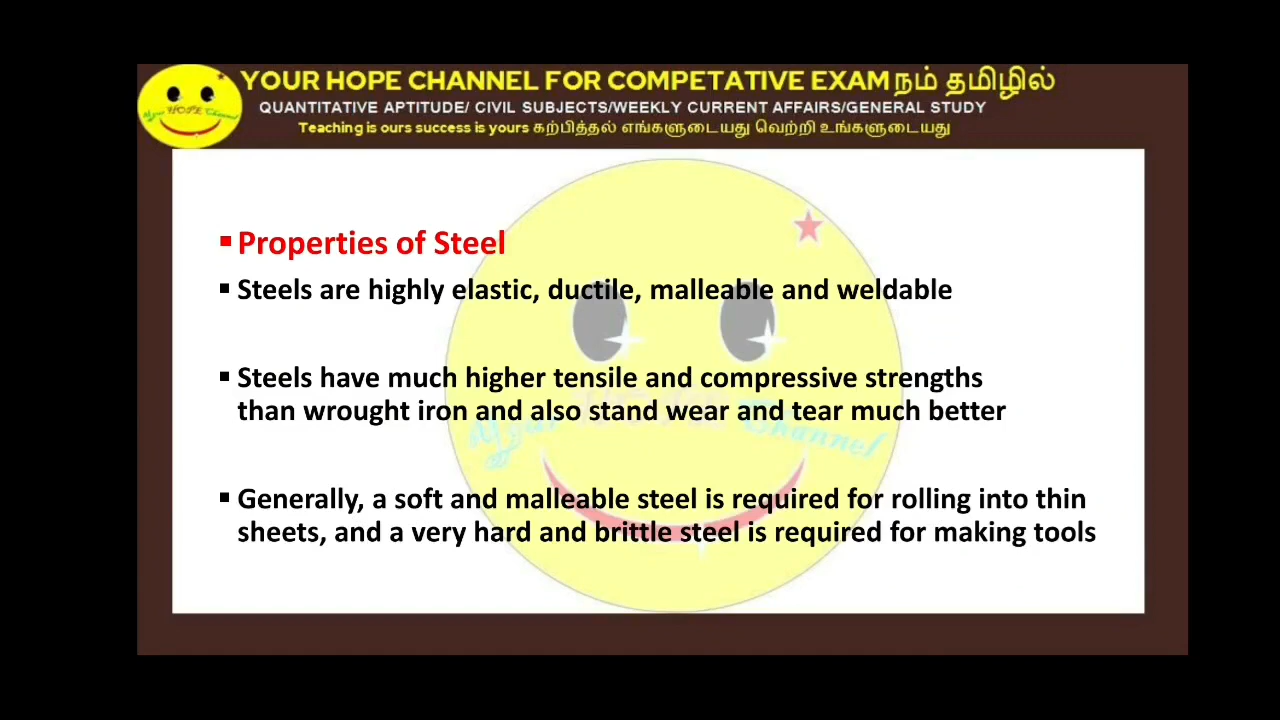 YOUR HOPE CHANNEL FOR COMPETATIVE EXAM நம் தமிழில்
QUANTITATIVE APTITUDE/ CIVIL SUBJECTS/WEEKLY CURRENT AFFAIRS/GENERAL STUDY
Teaching is ours success is yours கற்பித்தல் எங்களுடையது வெற்றி உங்களுடையது
▪ Properties of Steel
▪ Steels are highly elastic, ductile, malleable and weldable
▪ Steels have much higher tensile and compressive strengths
than wrought iron and also stand wear and tear much better
▪ Generally, a soft and malleable steel is required for rolling into thin
sheets, and a very hard and brittle steel is required for making tools